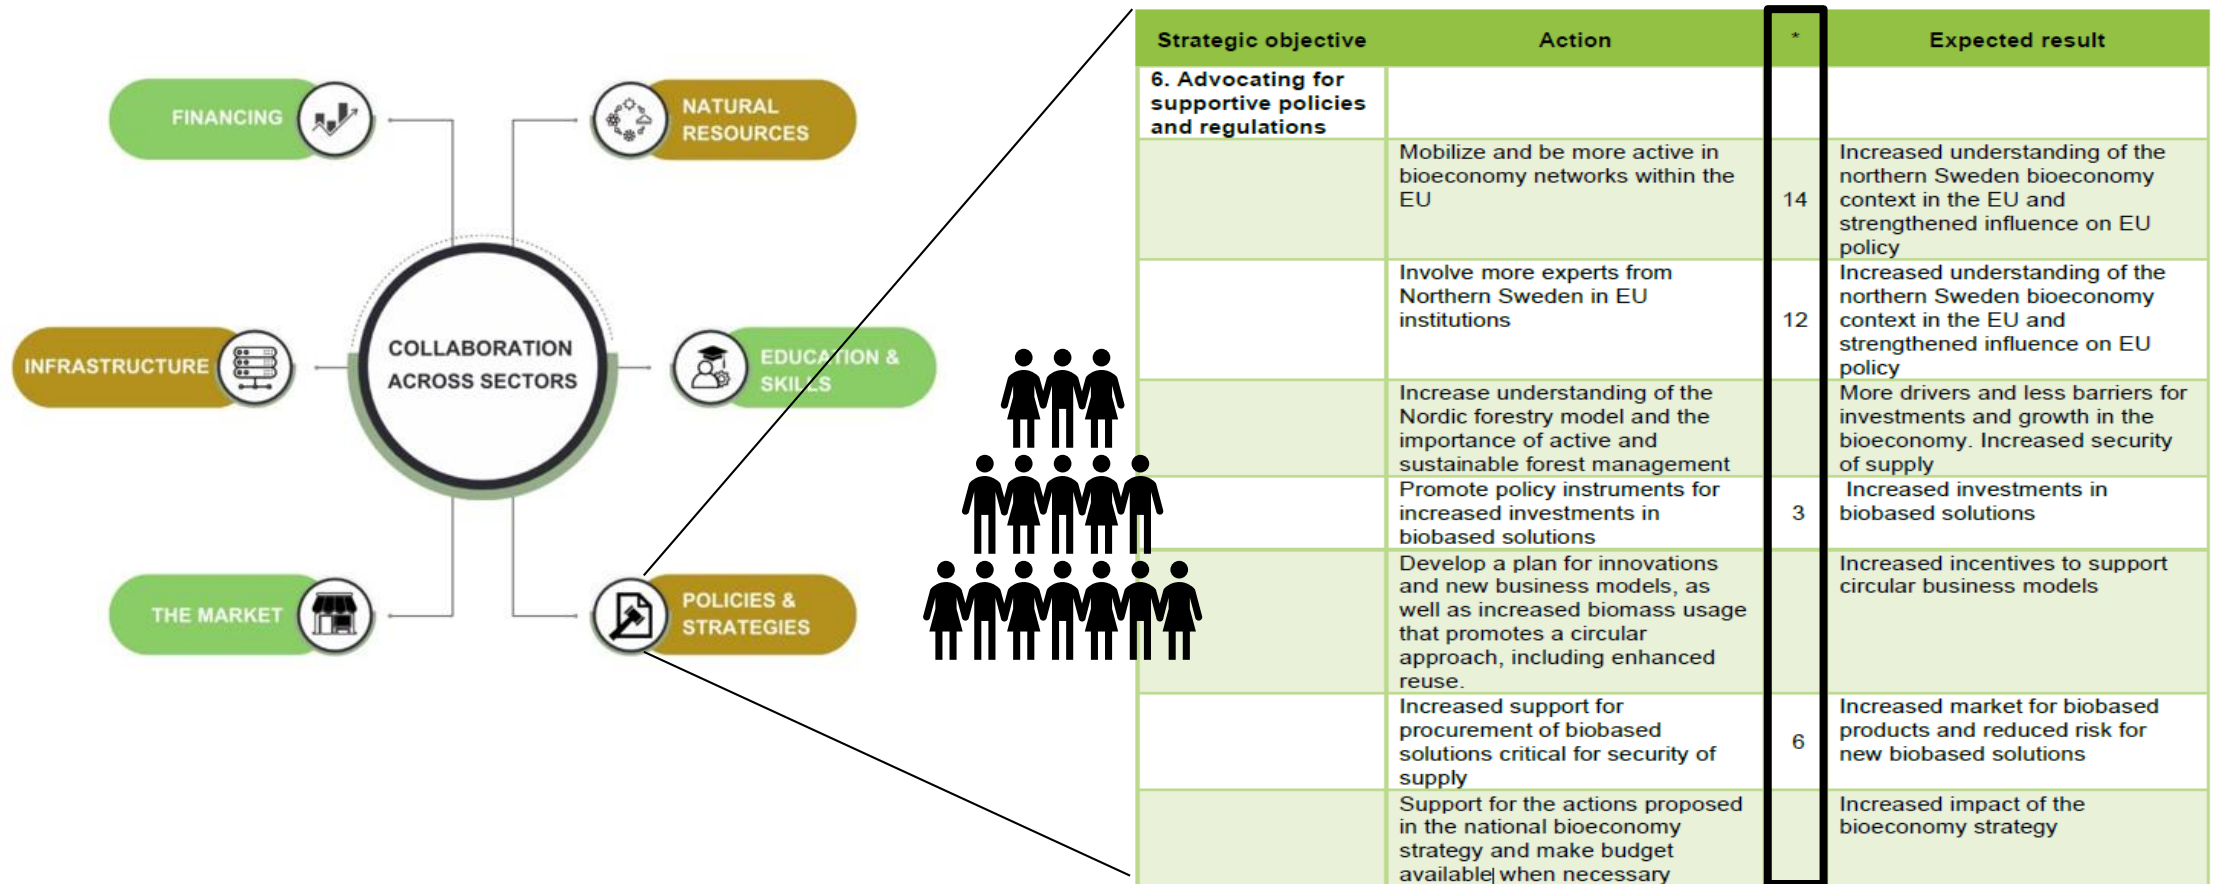 FINANCING
NATURAL
RESOURCES
INFRASTRUCTURE
COLLABORATION
ACROSS SECTORS
EDUCATION &
SKILLS
THE MARKET
POLICIES &
STRATEGIES
Strategic objective
Action
*
Expected result
6. Advocating for
supportive policies
and regulations
Mobilize and be more active in
bioeconomy networks within the
EU
14
Increased understanding of the
northern Sweden bioeconomy
context in the EU and
strengthened influence on EU
policy
Involve more experts from
Northern Sweden in EU
institutions
12
Increased understanding of the
northern Sweden bioeconomy
context in the EU and
strengthened influence on EU
policy
Increase understanding of the
Nordic forestry model and the
importance of active and
sustainable forest management
More drivers and less barriers for
investments and growth in the
bioeconomy. Increased security
of supply
Promote policy instruments for
increased investments in
biobased solutions
3
Increased investments in
biobased solutions
Develop a plan for innovations
and new business models, as
well as increased biomass usage
that promotes a circular
approach, including enhanced
reuse.
Increased incentives to support
circular business models
Increased support for
procurement of biobased
solutions critical for security of
supply
6
Increased market for biobased
products and reduced risk for
new biobased solutions
Support for the actions proposed
in the national bioeconomy
strategy and make budget
available when necessary
Increased impact of the
bioeconomy strategy